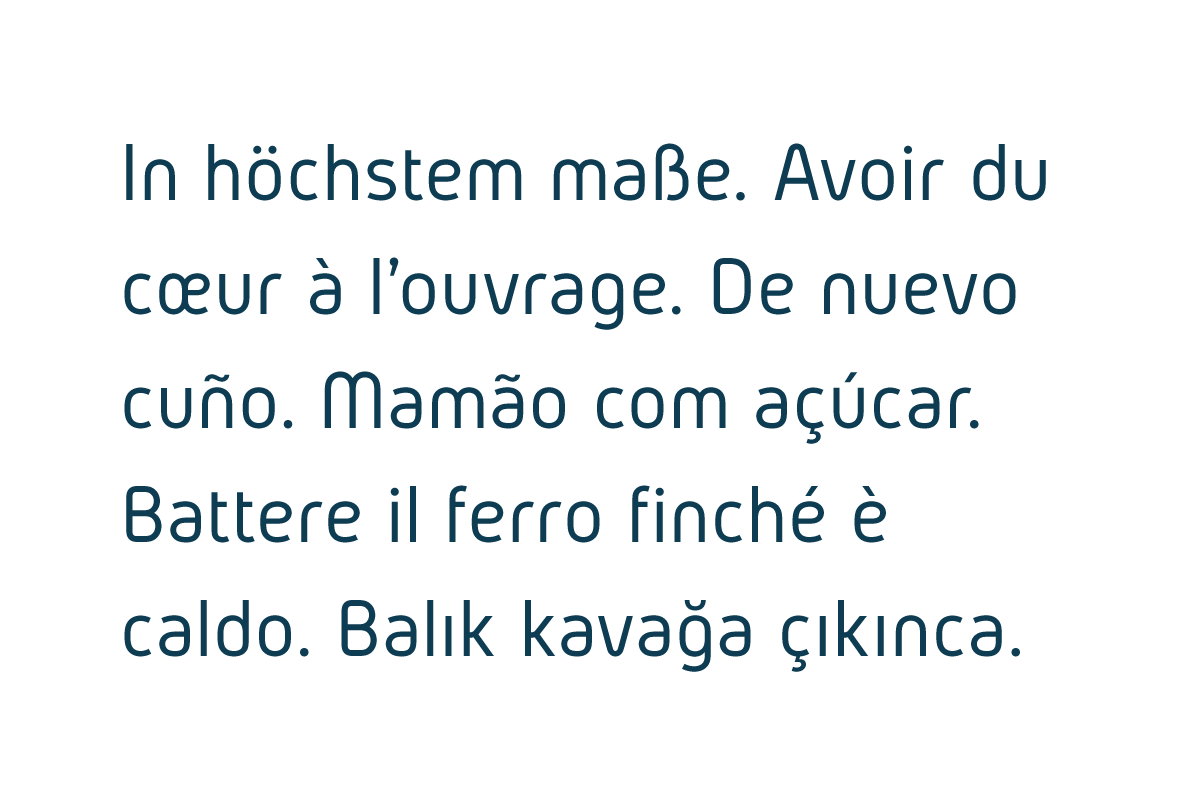 In höchstem maße. Avoir du
cœur à l’ouvrage. De nuevo
cuño. Mamão com açúcar.
Battere il ferro finché è
caldo. Balık kavağa çıkınca.